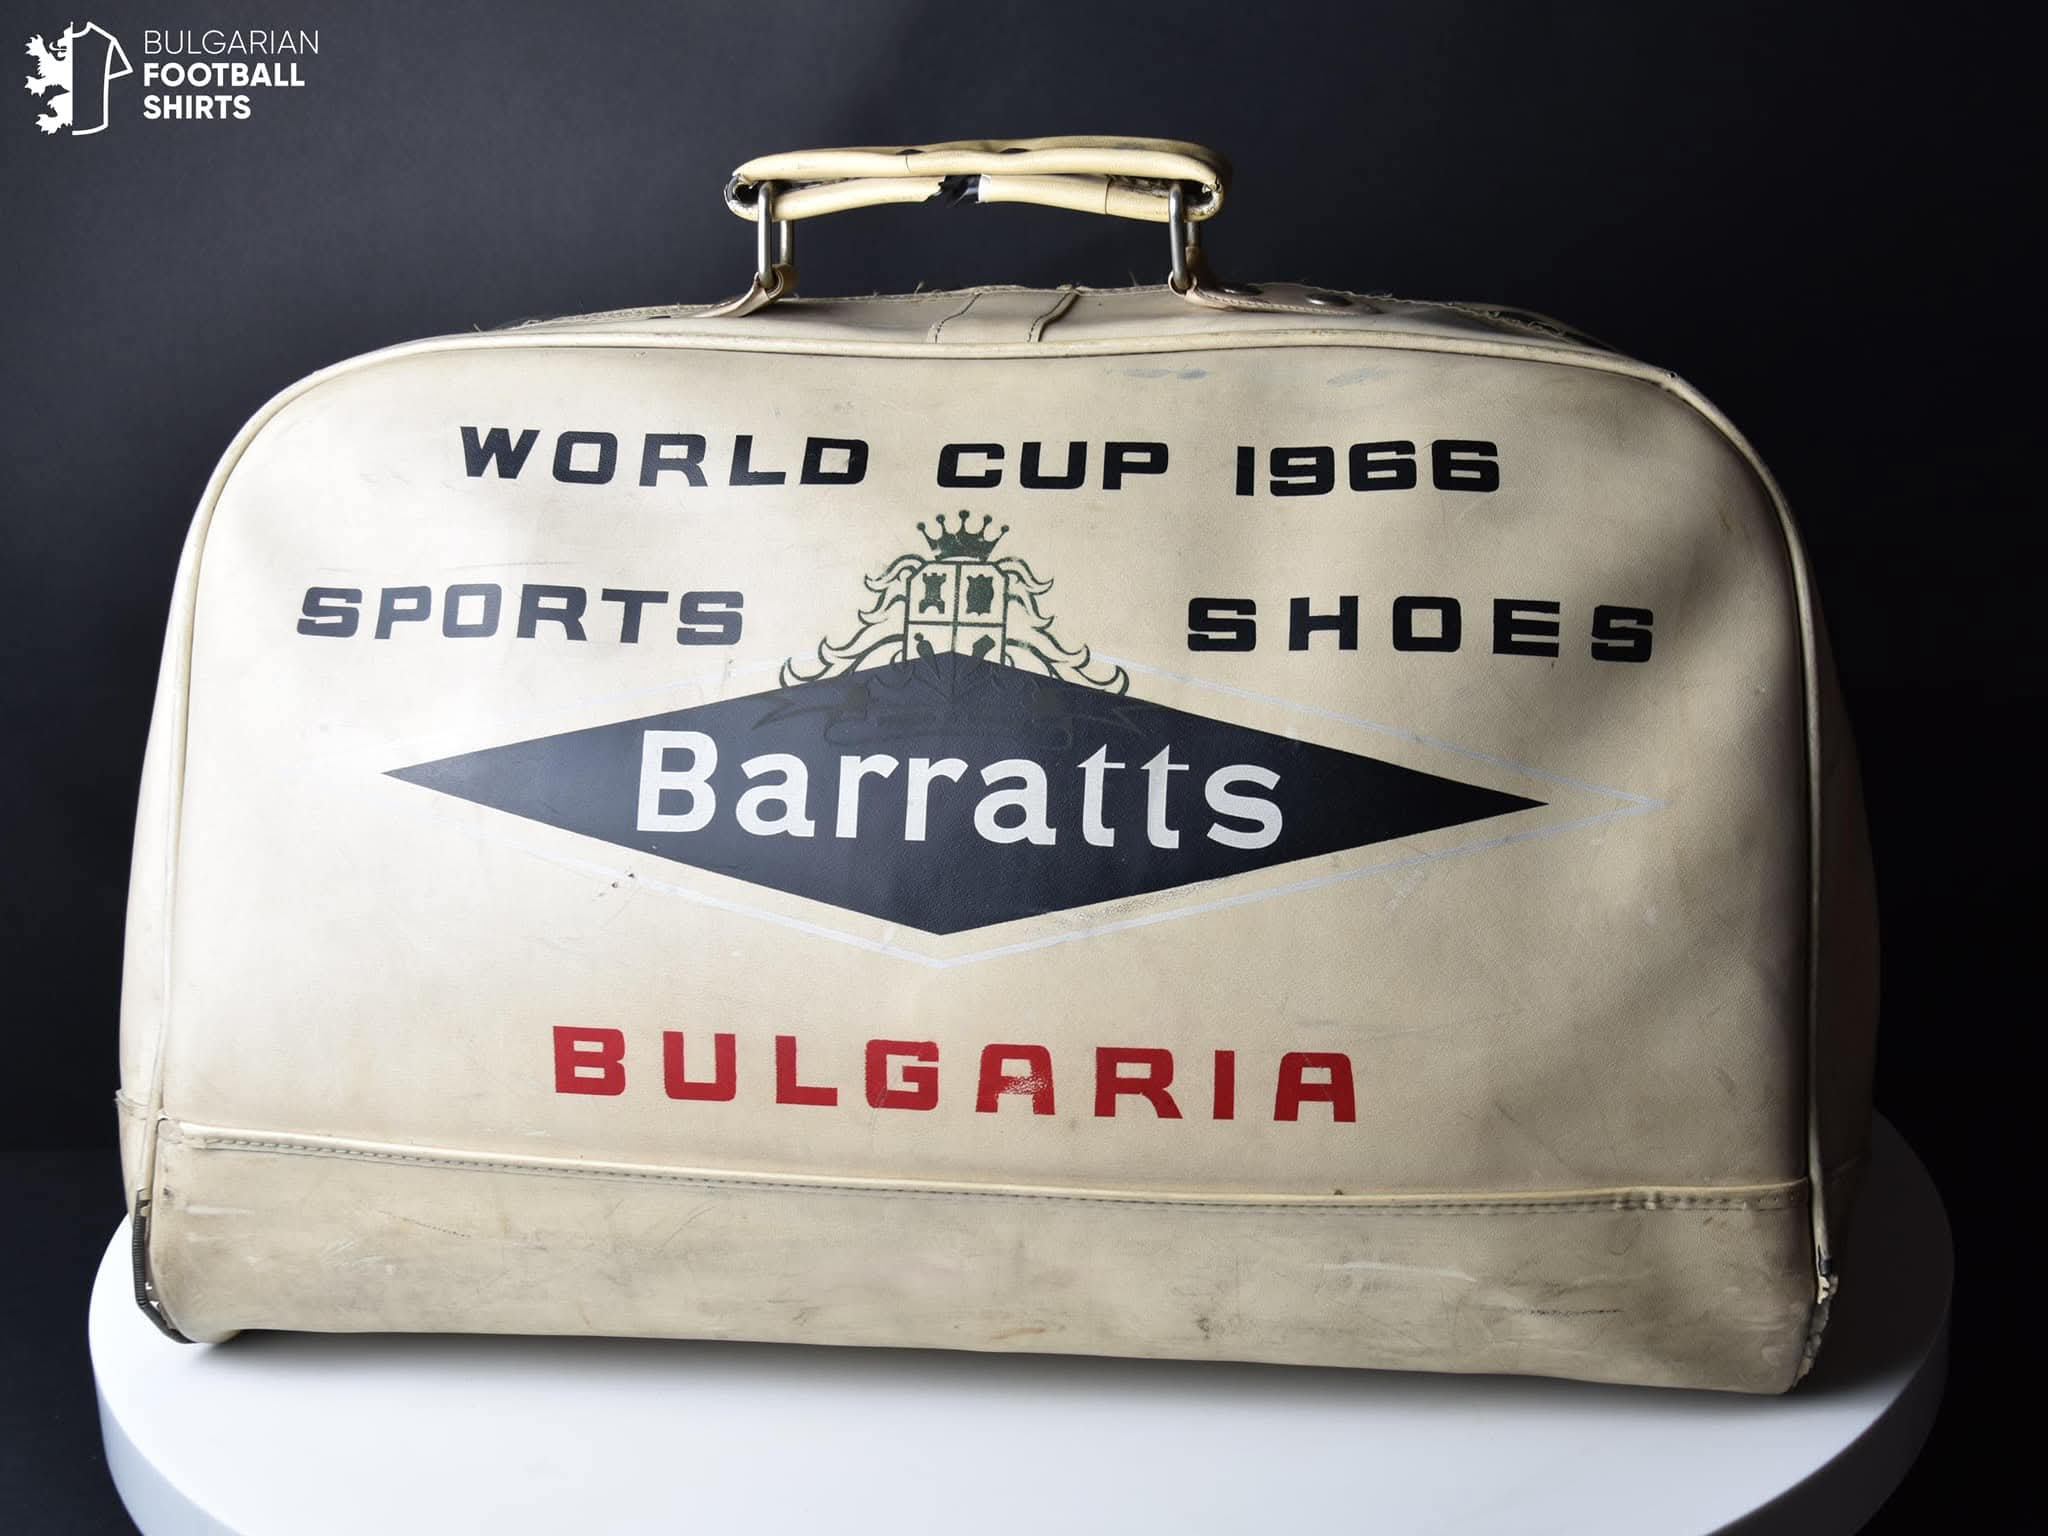 BULGARIAN
FOOTBALL
SHIRTS
WORLD CUP 1966
SPORTS SHOES
Barratts
BULGARIA